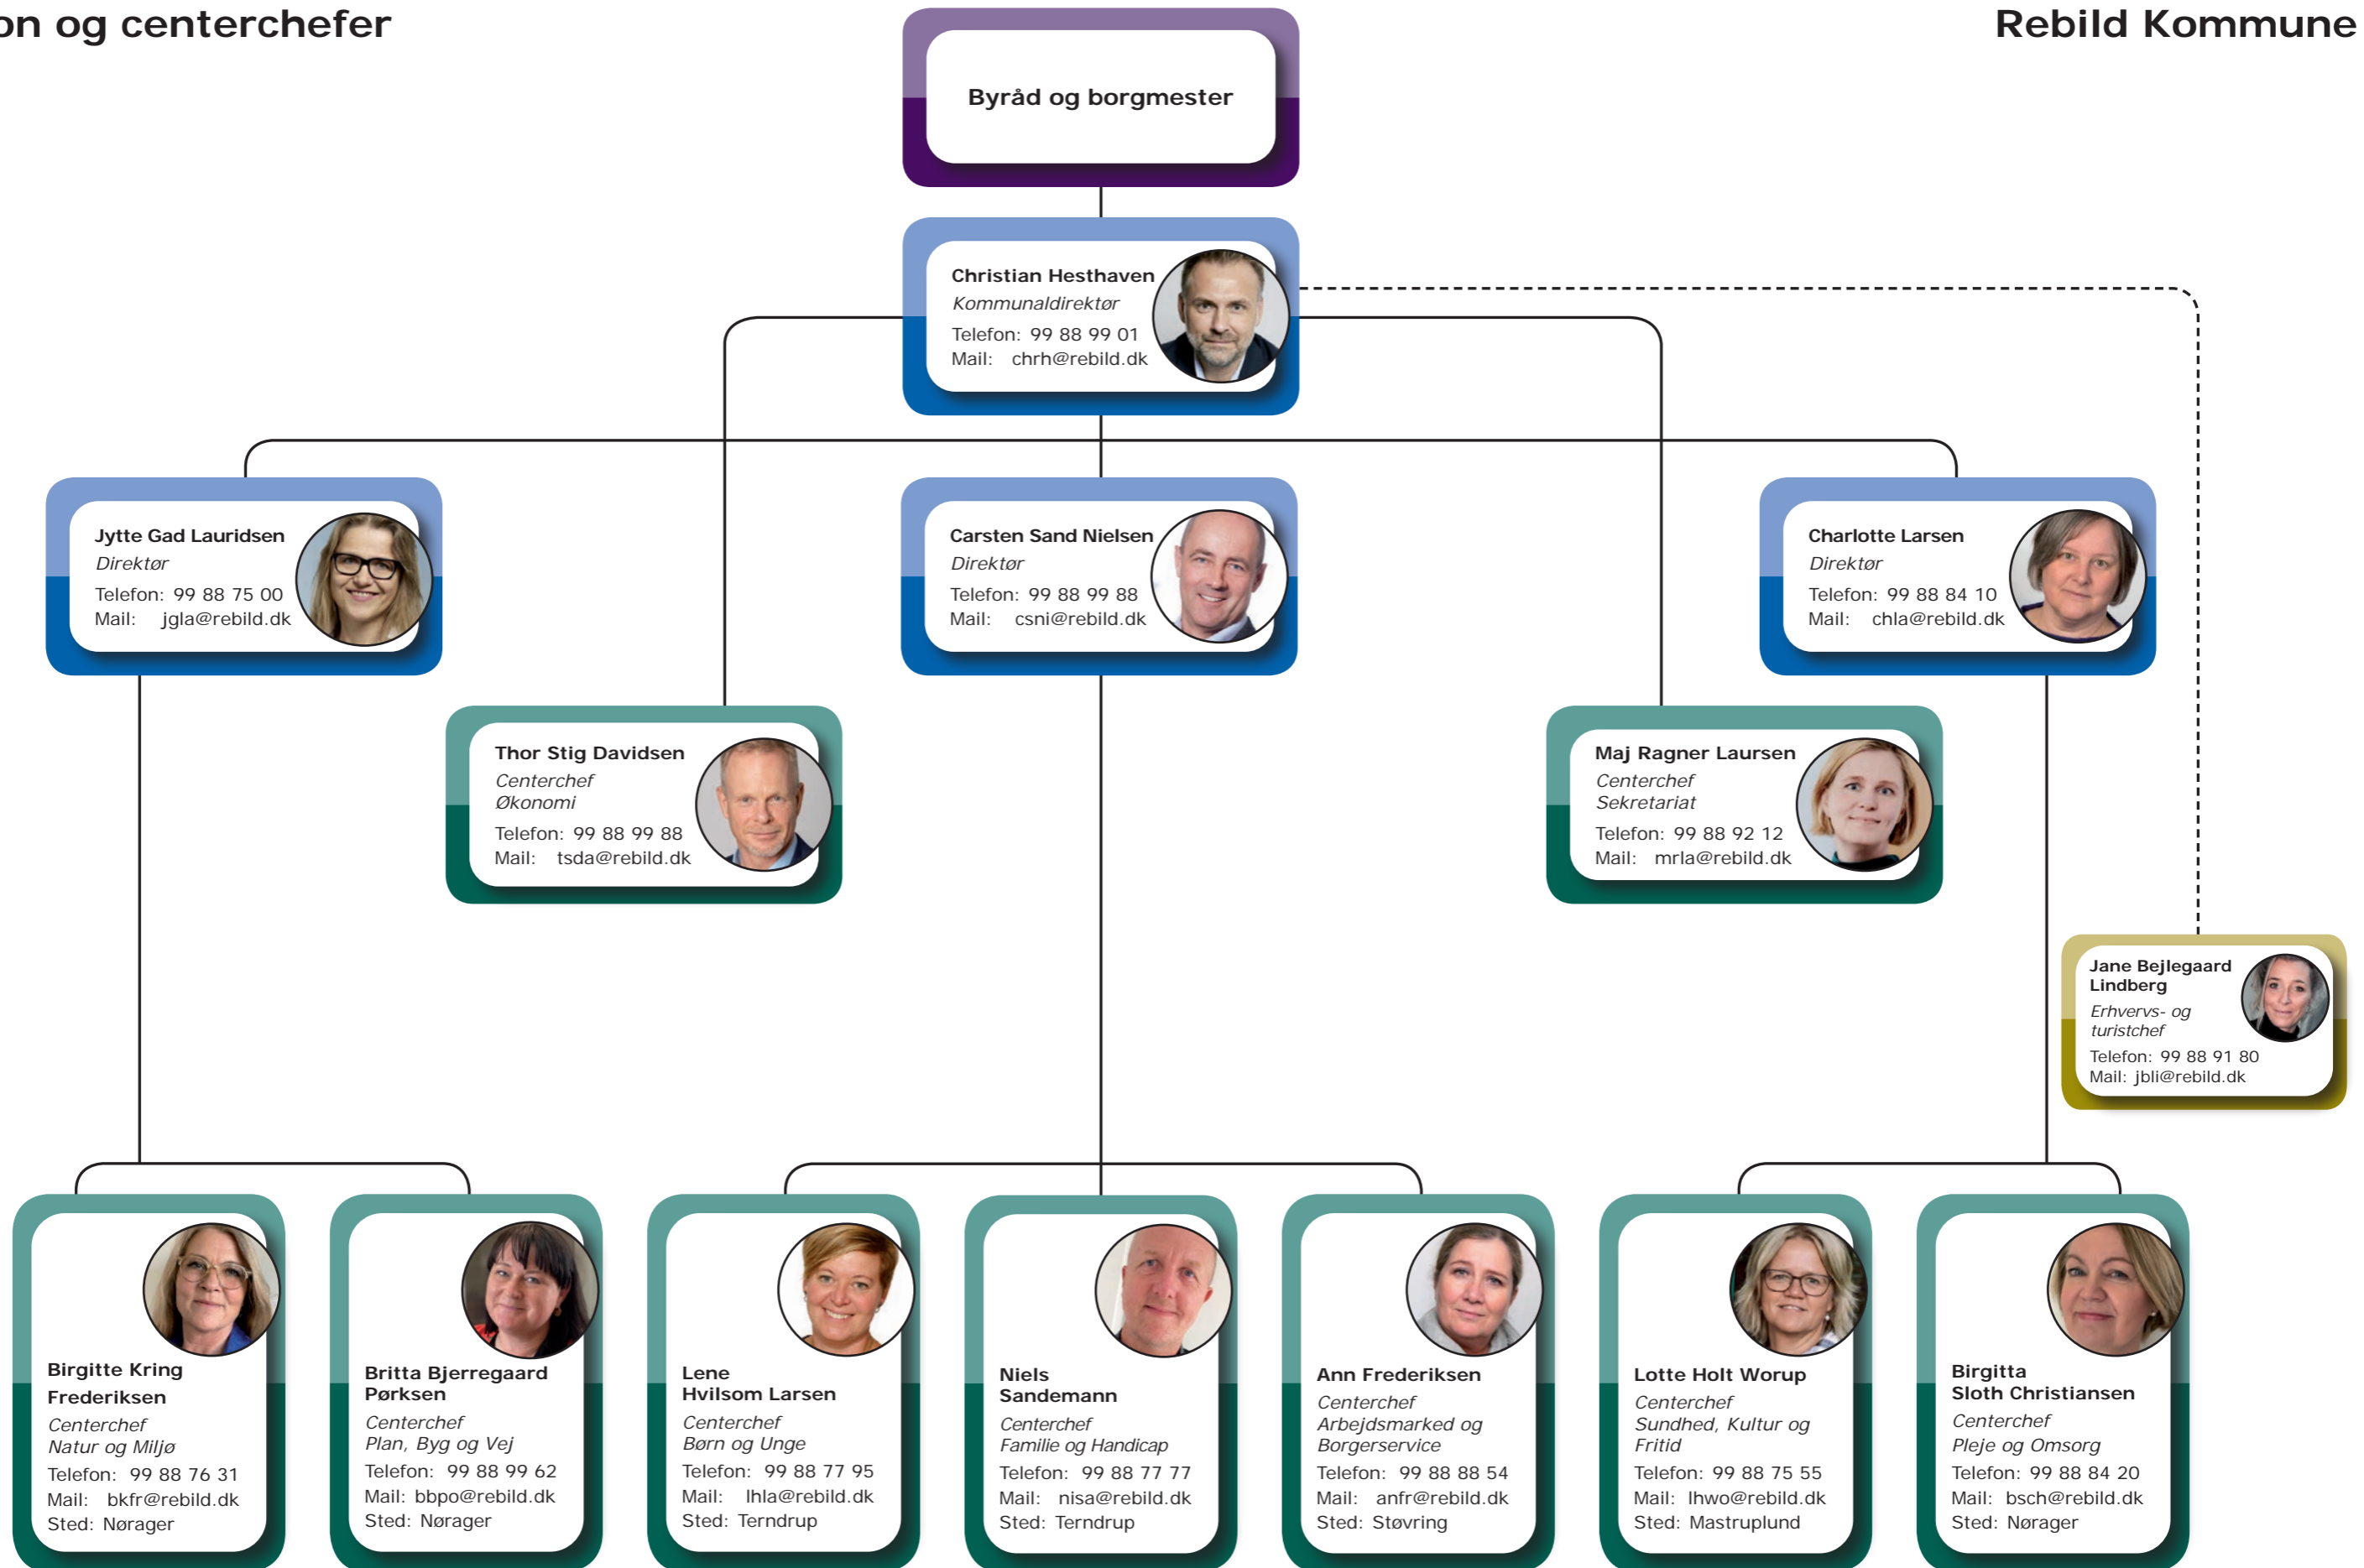 on og centerchefer
Rebild Kommune
Byråd og borgmester
Christian Hesthaven
Kommunaldirektør
Telefon: 99 88 99 01
Mail: chrh@rebild.dk
Jytte Gad Lauridsen
Direktør
Telefon: 99 88 75 00
Mail: jgla@rebild.dk
Carsten Sand Nielsen
Direktør
Telefon: 99 88 99 88
Mail: csni@rebild.dk
Charlotte Larsen
Direktør
Telefon: 99 88 84 10
Mail: chla@rebild.dk
Thor Stig Davidsen
Centerchef
Økonomi
Telefon: 99 88 99 88
Mail: tsda@rebild.dk
Maj Ragner Laursen
Centerchef
Sekretariat
Telefon: 99 88 92 12
Mail: mrla@rebild.dk
Jane Bejlegaard
Lindberg
Erhvervs- og
turistchef
Telefon: 99 88 91 80
Mail: jbli@rebild.dk
Birgitte Kring
Frederiksen
Centerchef
Natur og Miljø
Telefon: 99 88 76 31
Mail: bkfr@rebild.dk
Sted: Nørager
Britta Bjerregaard
Pørksen
Centerchef
Plan, Byg og Vej
Telefon: 99 88 99 62
Mail: bbpo@rebild.dk
Sted: Nørager
Lene
Hvilsom Larsen
Centerchef
Børn og Unge
Telefon: 99 88 77 95
Mail: lhla@rebild.dk
Sted: Terndrup
Niels
Sandemann
Centerchef
Familie og Handicap
Telefon: 99 88 77 77
Mail: nisa@rebild.dk
Sted: Terndrup
Ann Frederiksen
Centerchef
Arbejdsmarked og
Borgerservice
Telefon: 99 88 88 54
Mail: anfr@rebild.dk
Sted: Støvring
Lotte Holt Worup
Centerchef
Sundhed, Kultur og
Fritid
Telefon: 99 88 75 55
Mail: lhwo@rebild.dk
Sted: Mastruplund
Birgitta
Sloth Christiansen
Centerchef
Pleje og Omsorg
Telefon: 99 88 84 20
Mail: bsch@rebild.dk
Sted: Nørager